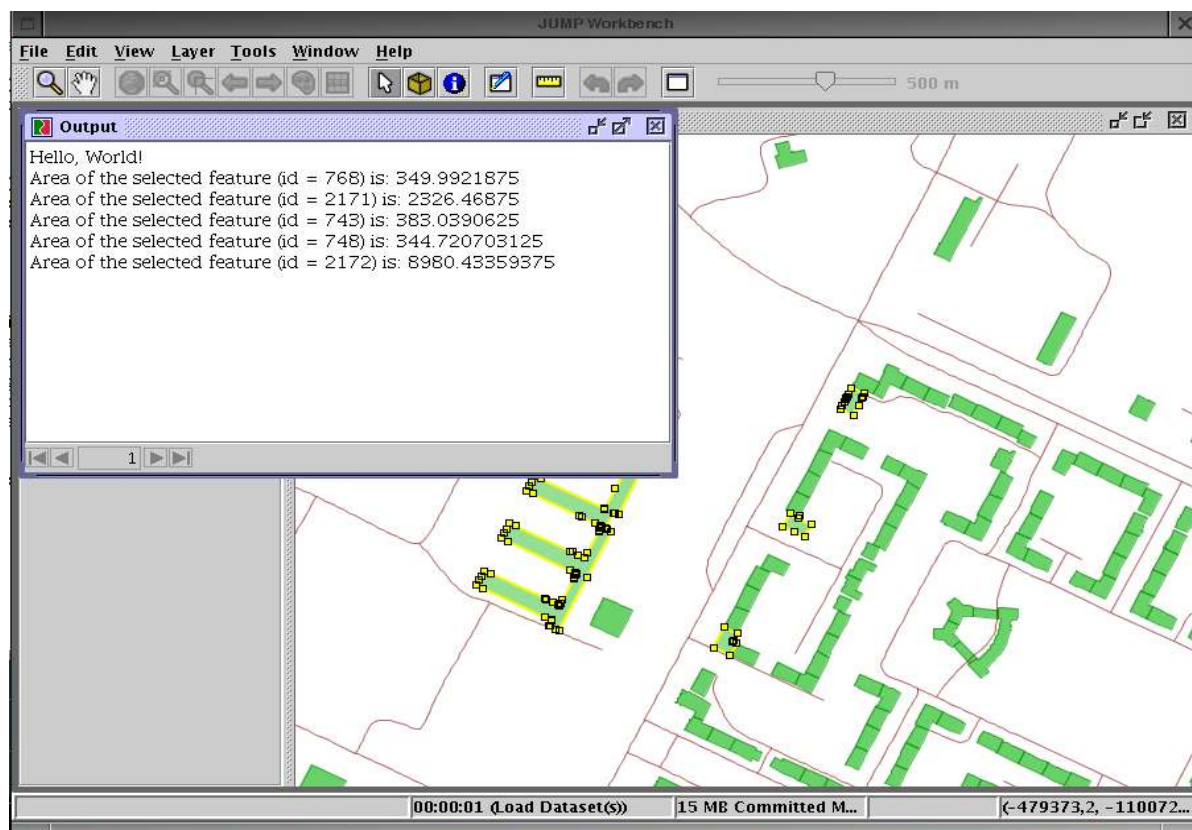 JUMP Workbench
File Edit View Layer Tools Window Help
500 m
Output
Hello, World!
Area of the selected feature (id = 768) is: 349.9921875
Area of the selected feature (id = 2171) is: 2326.46875
Area of the selected feature (id = 743) is: 383.0390625
Area of the selected feature (id = 748) is: 344.720703125
Area of the selected feature (id = 2172) is: 8980.43359375
1
00:00:01 (Load Dataset(s)) 15 MB Committed M... (-479373,2, -110072...